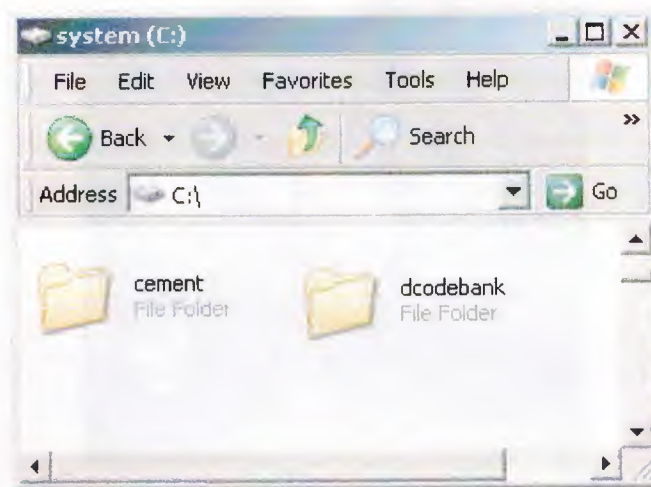 system (C:)
File Edit View Favorites Tools Help
Back Search »
Address C:\ Go
cement
File Folder
dcodebank
File Folder